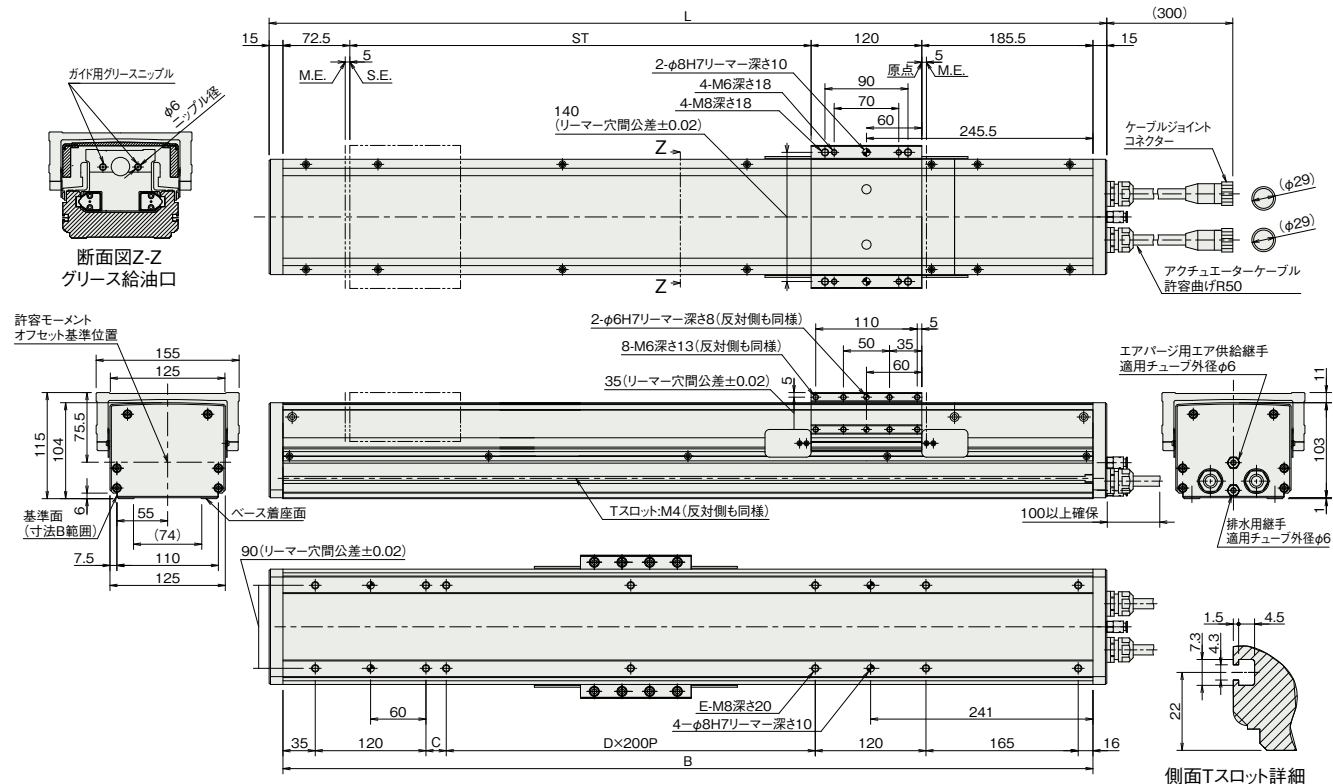 L
(300)
15
72.5
ST
120
185.5
15
5
M.E.
S.E.
2-φ8H7リーマー深さ10
原点
5
M.E.
4-M6深さ18
90
4-M8深さ18
70
140
(リーマー穴間公差±0.02)
60
245.5
ガイド用グリースニップル
φ6
ニップル径
ケーブルジョイント
コネクター
Z
(φ29)
(φ29)
Z
断面図Z-Z
グリース給油口
アクチュエーターケーブル
許容曲げR50
許容モーメント
オフセット基準位置
155
125
115
104
75.5
6
基準面
(寸法B範囲)
55
(74)
ベース着座面
7.5
110
125
2-φ6H7リーマー深さ8(反対側も同様)
110
5
8-M6深さ13(反対側も同様)
50
35
60
35(リーマー穴間公差±0.02)
5
Tスロット:M4(反対側も同様)
100以上確保
エアパージ用エア供給継手
適用チューブ外径φ6
11
103
1
排水用継手
適用チューブ外径φ6
90(リーマー穴間公差±0.02)
60
E-M8深さ20
4-φ8H7リーマー深さ10
241
35
120
C
D×200P
120
165
16
B
1.5
4.5
7.3
4.3
22
側面Tスロット詳細